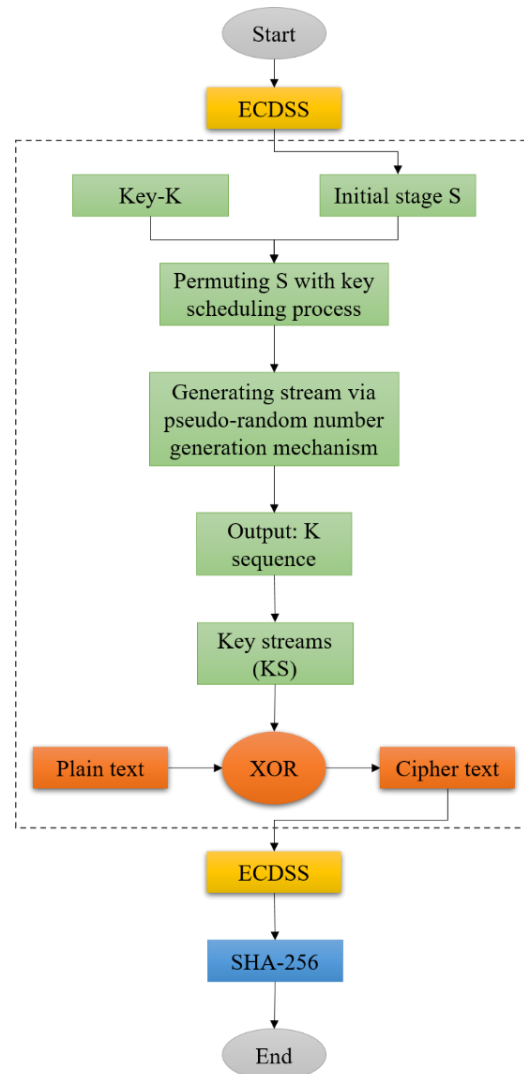 Start
ECDSS
Key-K
Initial stage S
Permuting S with key
scheduling process
Generating stream via
pseudo-random number
generation mechanism
Output: K
sequence
Key streams
(KS)
Plain text
XOR
Cipher text
ECDSS
SHA-256
End